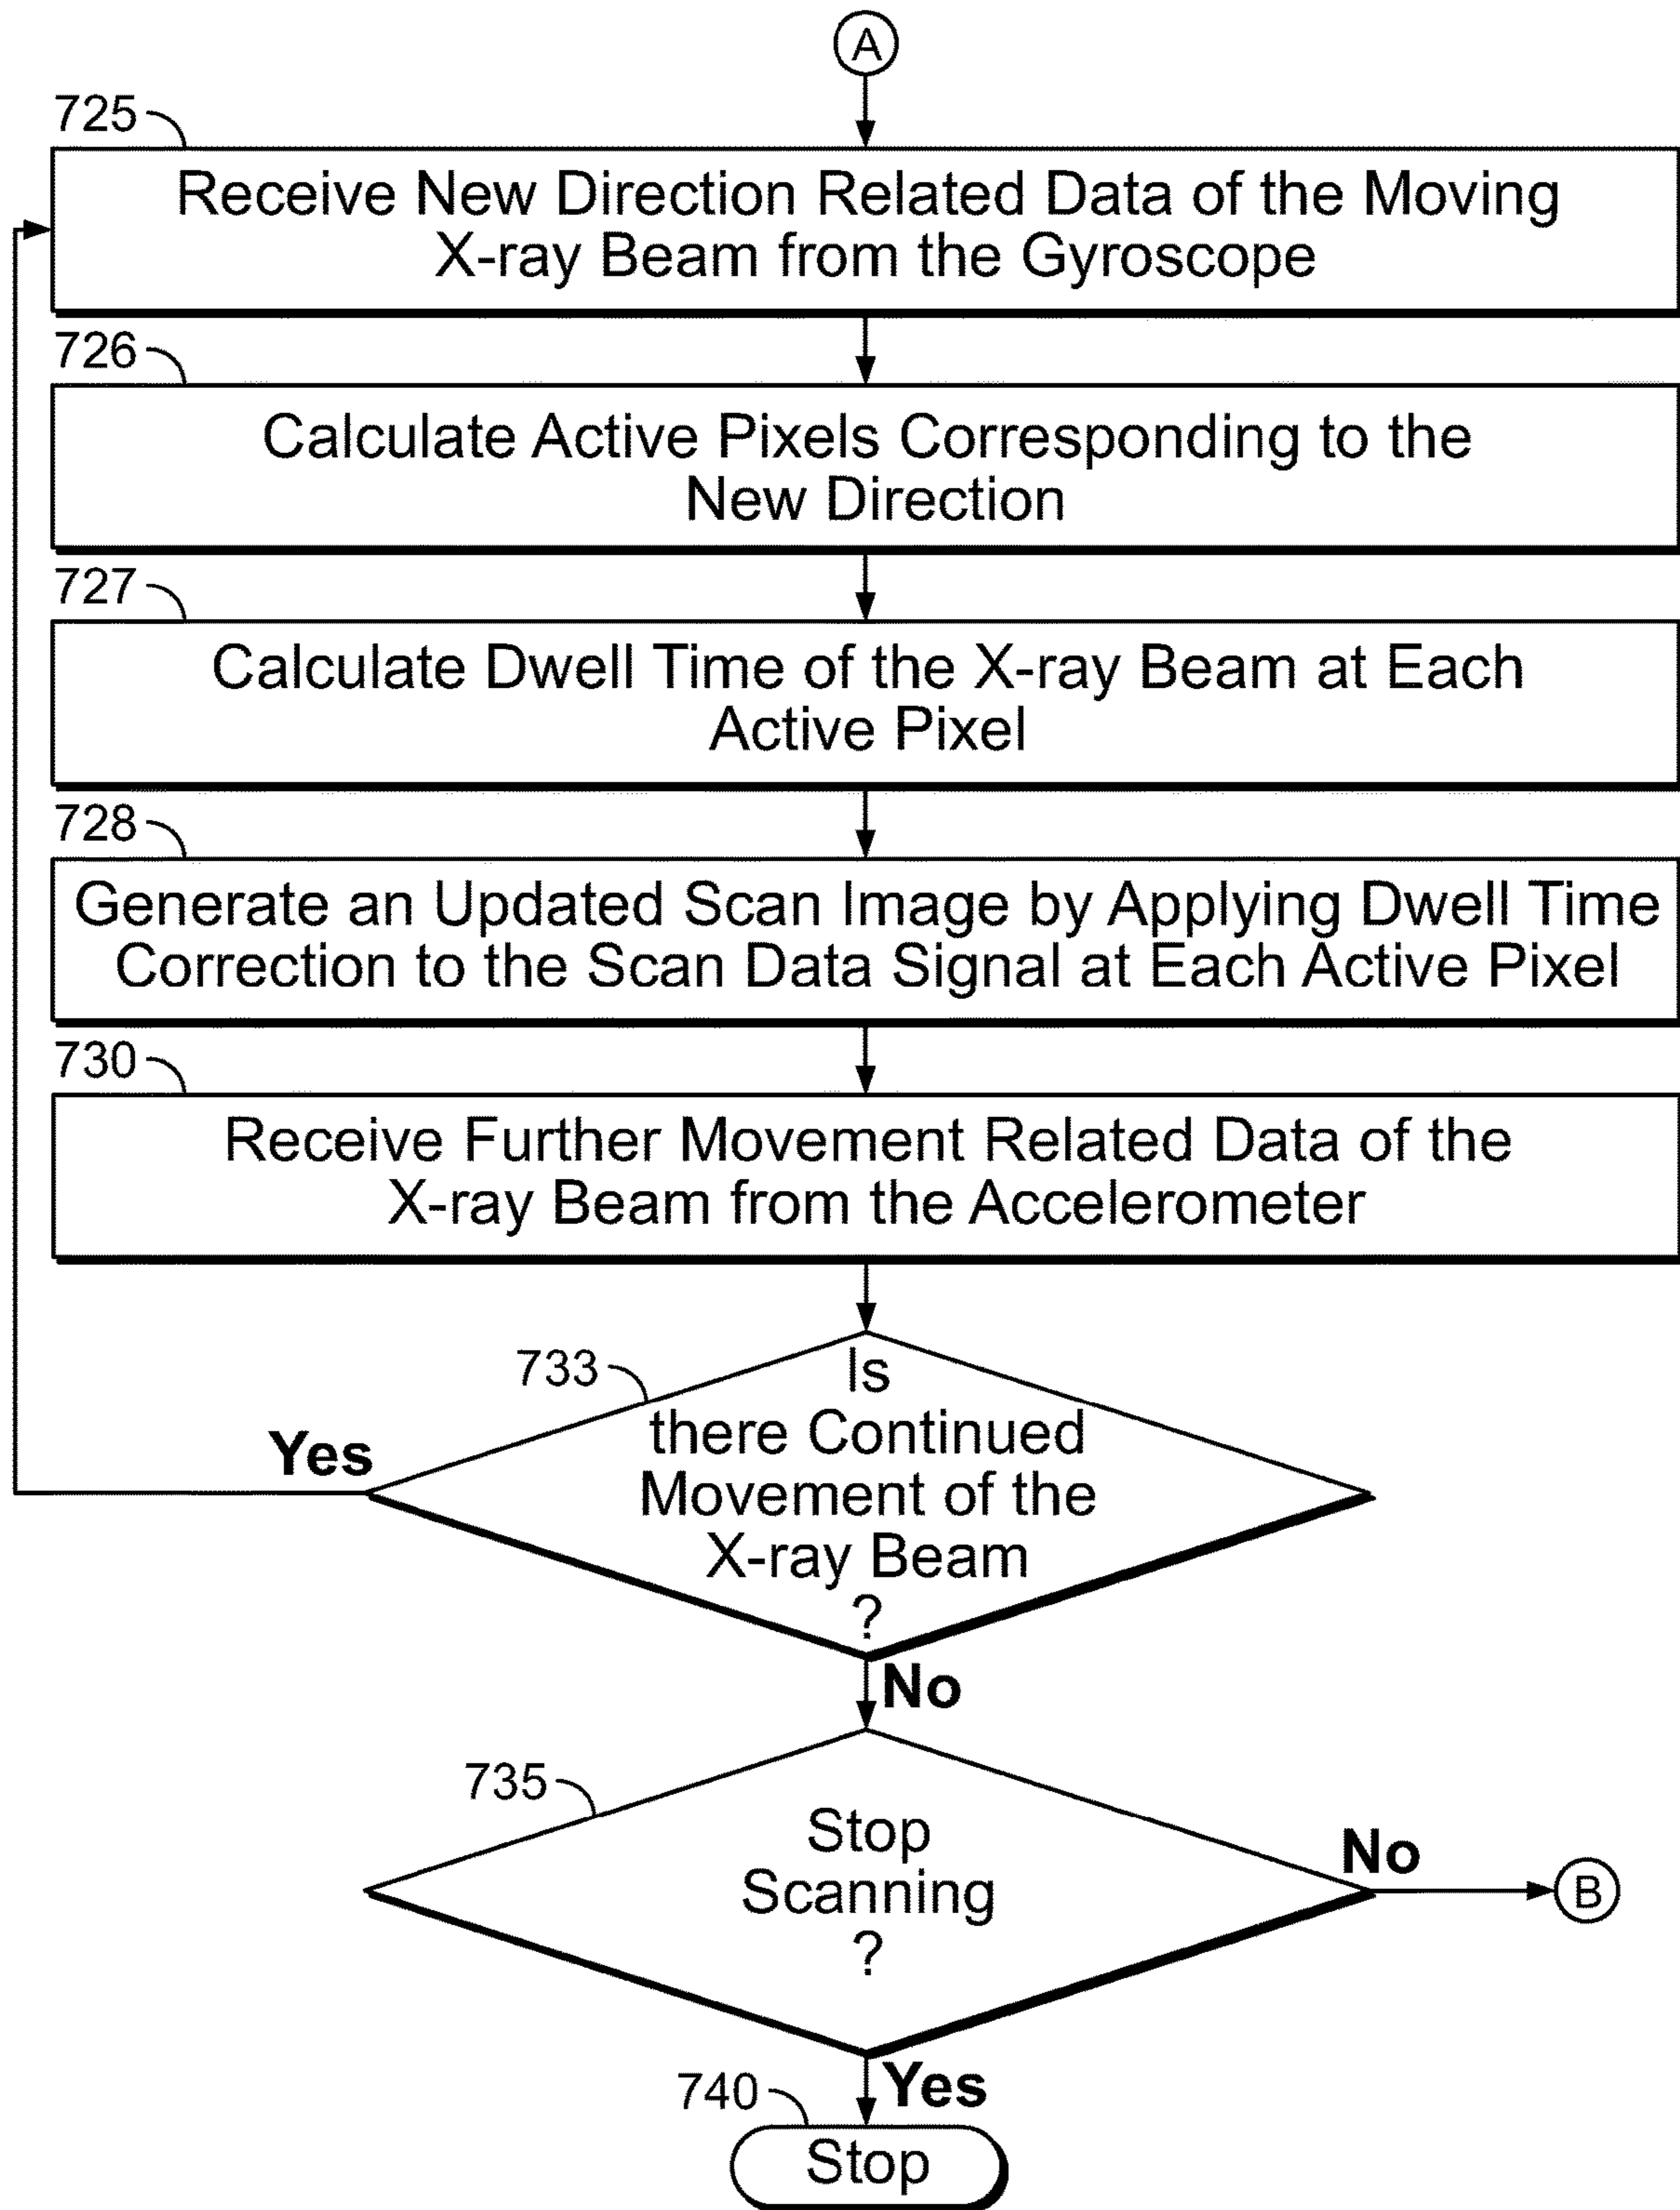 A
725
Receive New Direction Related Data of the Moving
X-ray Beam from the Gyroscope
726
Calculate Active Pixels Corresponding to the
New Direction
727
Calculate Dwell Time of the X-ray Beam at Each
Active Pixel
728
Generate an Updated Scan Image by Applying Dwell Time
Correction to the Scan Data Signal at Each Active Pixel
730
Receive Further Movement Related Data of the
X-ray Beam from the Accelerometer
733
Is
there Continued
Movement of the
X-ray Beam
?
Yes
No
735
Stop
Scanning
?
No
B
Yes
740
Stop